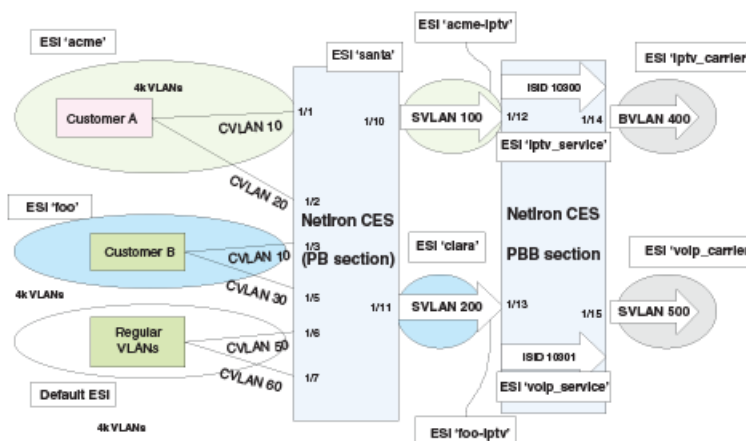 ESI 'acme'
ESI 'santa'
ESI 'acme-iptv'
ESI 'iptv_carrier'
4k VLANs
Customer A
CVLAN 10
CVLAN 20
1/1
1/2
1/10
SVLAN 100
ISID 10300
1/12
1/14
BVLAN 400
ESI 'iptv_service'
ESI 'foo'
Customer B
CVLAN 10
CVLAN 30
4k VLANs
1/3
1/5
NetIron CES
(PB section)
1/11
ESI 'clara'
SVLAN 200
NetIron CES
PBB section
1/13
1/15
ESI 'voip_carrier'
SVLAN 500
Regular
VLANs
CVLAN 50
CVLAN 60
1/6
1/7
Default ESI
4k VLANs
ISID 10301
ESI 'voip_service'
ESI 'foo-iptv'